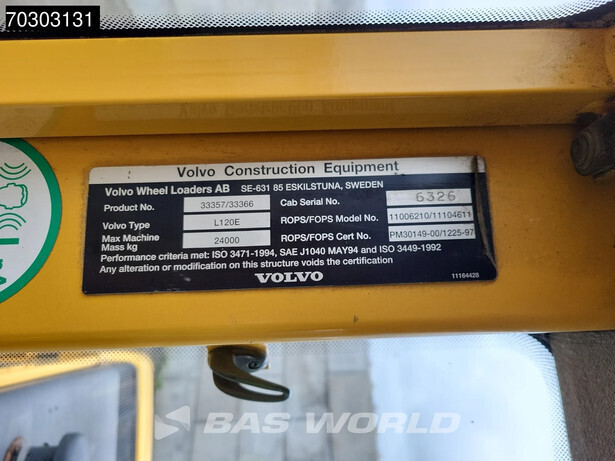 70303131
Volvo Construction Equipment
Volvo Wheel Loaders AB SE-631 85 ESKILSTUNA, SWEDEN
Product No. 33357/33366 Cab Serial No. 6326
Volvo Type L120E ROPS/FOPS Model No. 11006210/11104611
Max Machine Mass kg 24000 ROPS/FOPS Cert No. PM30149-00/1225-97
Performance criteria met: ISO 3471-1994, SAE J1040 MAY94 and ISO 3449-1992
Any alteration or modification on this structure voids the certification
VOLVO 11164428
BAS WORLD